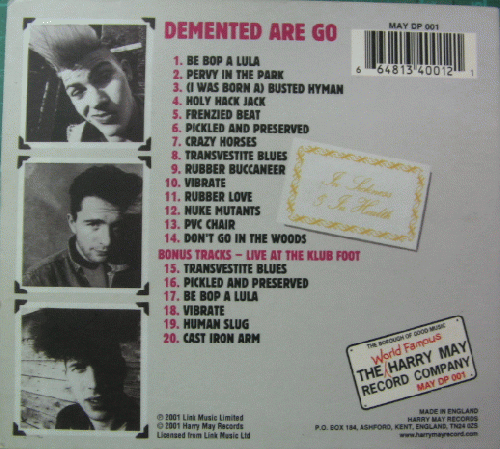 DEMENTED ARE GO
MAY DP 001
6 64813 40012 1
1. BE BOP A LULA
2. PERVY IN THE PARK
3. (I WAS BORN A) BUSTED HYMAN
4. HOLY HACK JACK
5. FRENZIED BEAT
6. PICKLED AND PRESERVED
7. CRAZY HORSES
8. TRANSVESTITE BLUES
9. RUBBER BUCCANEER
10. VIBRATE
11. RUBBER LOVE
12. NUKE MUTANTS
13. PVC CHAIR
14. DON'T GO IN THE WOODS
In Sickness
& In Health
BONUS TRACKS – LIVE AT THE KLUB FOOT
15. TRANSVESTITE BLUES
16. PICKLED AND PRESERVED
17. BE BOP A LULA
18. VIBRATE
19. HUMAN SLUG
20. CAST IRON ARM
THE BOROUGH OF GOOD MUSIC
World Famous
THE HARRY MAY
RECORD COMPANY
MAY DP 001
℗ 2001 Link Music Limited
© 2001 Harry May Records
Licensed from Link Music Ltd
MADE IN ENGLAND
HARRY MAY RECORDS
P.O. BOX 184, ASHFORD, KENT, ENGLAND, TN24 0ZS
www.harrymayrecord.com